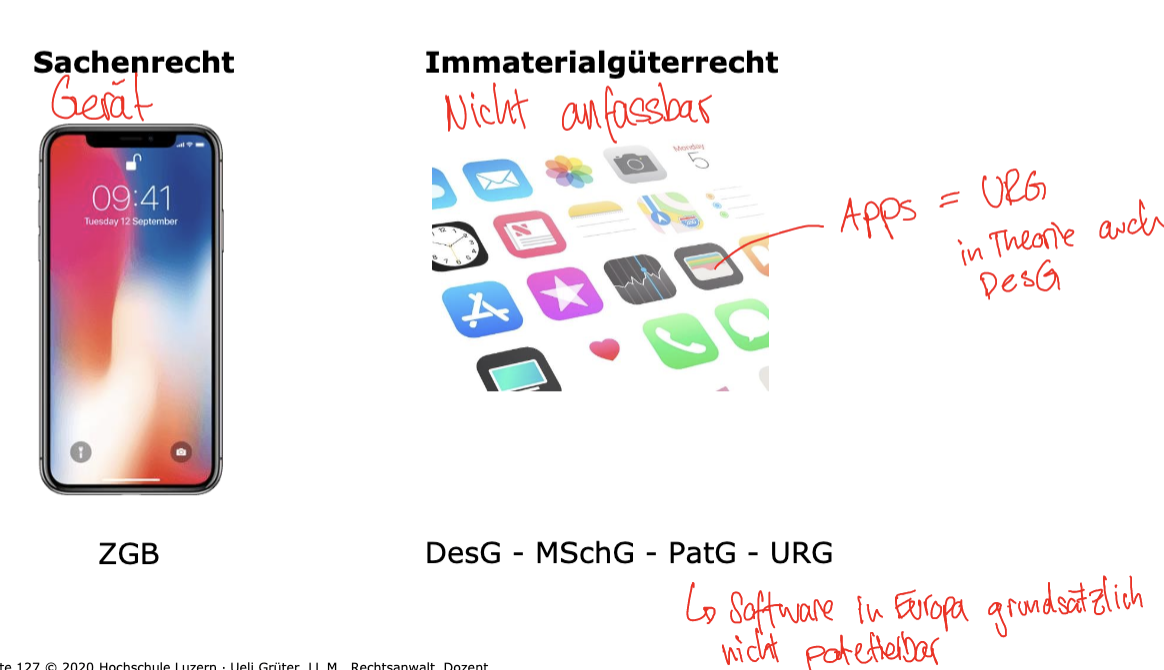 Sachenrecht
Gerät
09:41
Tuesday 12 September
ZGB
Immaterialgüterrecht
Nicht anfassbar
Monday
5
Apps = URG
in Theorie auch
DesG
DesG - MSchG - PatG - URG
↳ Software in Europa grundsätzlich
nicht
te 127 © 2020 Hochschule Luzern · Ueli Grüter, LL.M., Rechtsanwalt, Dozent